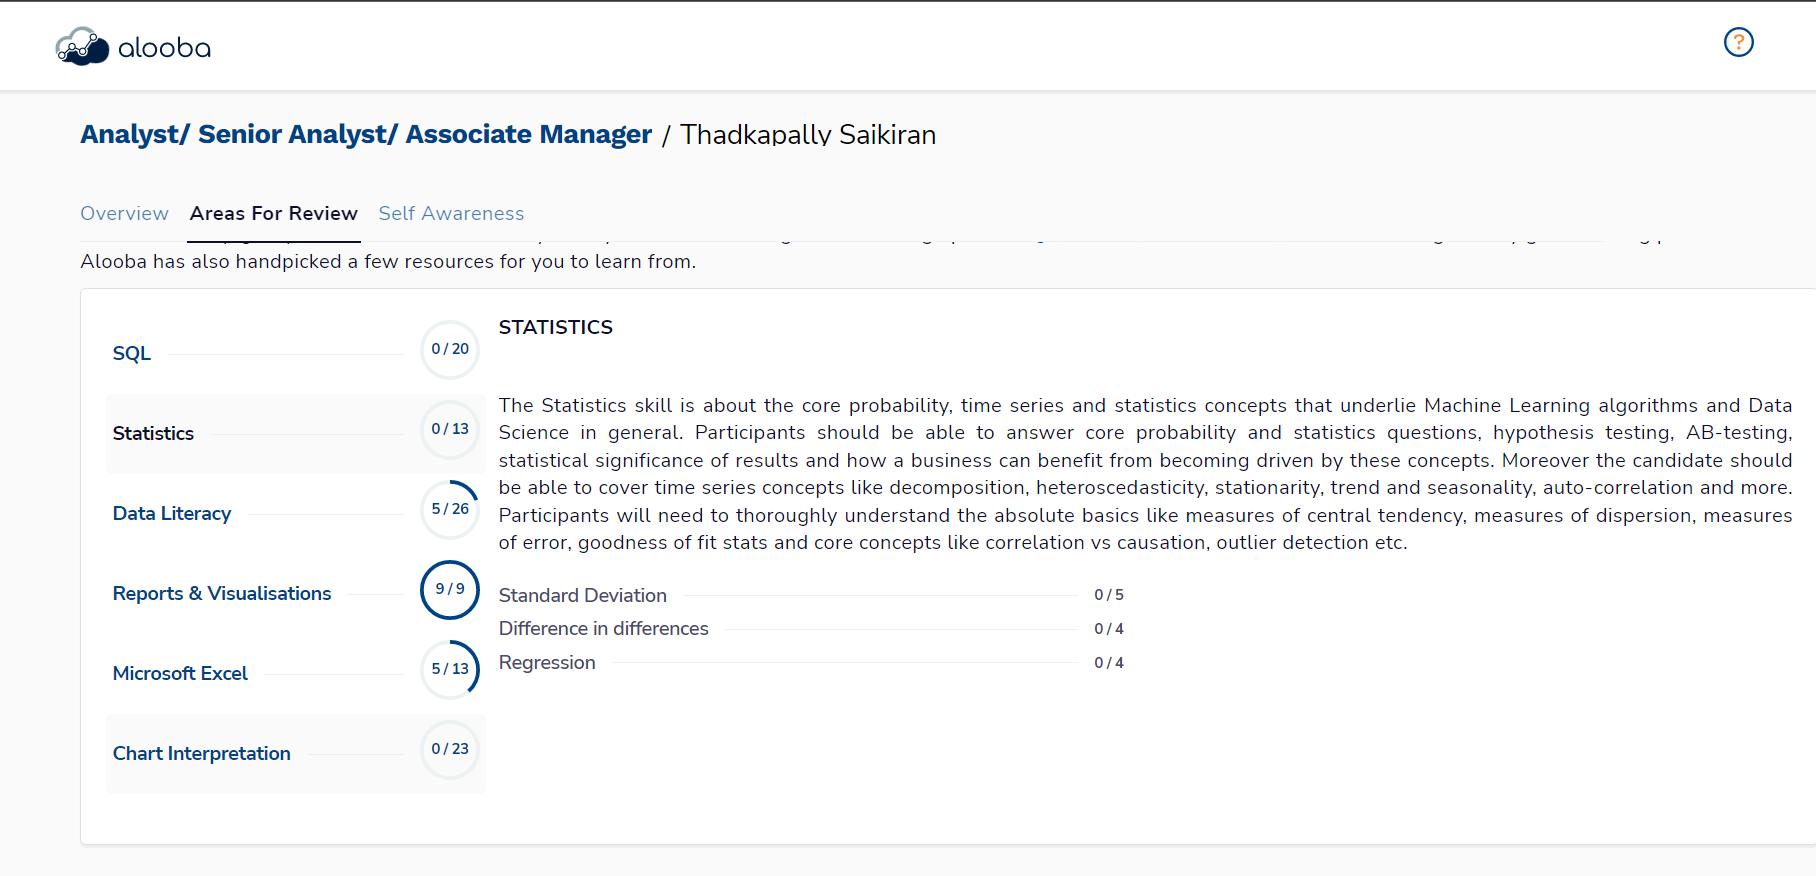 alooba
?
Analyst/ Senior Analyst/ Associate Manager / Thadkapally Saikiran
Overview Areas For Review Self Awareness
Alooba has also handpicked a few resources for you to learn from.
SQL 0 / 20
Statistics 0 / 13
Data Literacy 5 / 26
Reports & Visualisations 9 / 9
Microsoft Excel 5 / 13
Chart Interpretation 0 / 23
STATISTICS
The Statistics skill is about the core probability, time series and statistics concepts that underlie Machine Learning algorithms and Data
Science in general. Participants should be able to answer core probability and statistics questions, hypothesis testing, AB-testing,
statistical significance of results and how a business can benefit from becoming driven by these concepts. Moreover the candidate should
be able to cover time series concepts like decomposition, heteroscedasticity, stationarity, trend and seasonality, auto-correlation and more.
Participants will need to thoroughly understand the absolute basics like measures of central tendency, measures of dispersion, measures
of error, goodness of fit stats and core concepts like correlation vs causation, outlier detection etc.
Standard Deviation 0 / 5
Difference in differences 0 / 4
Regression 0 / 4